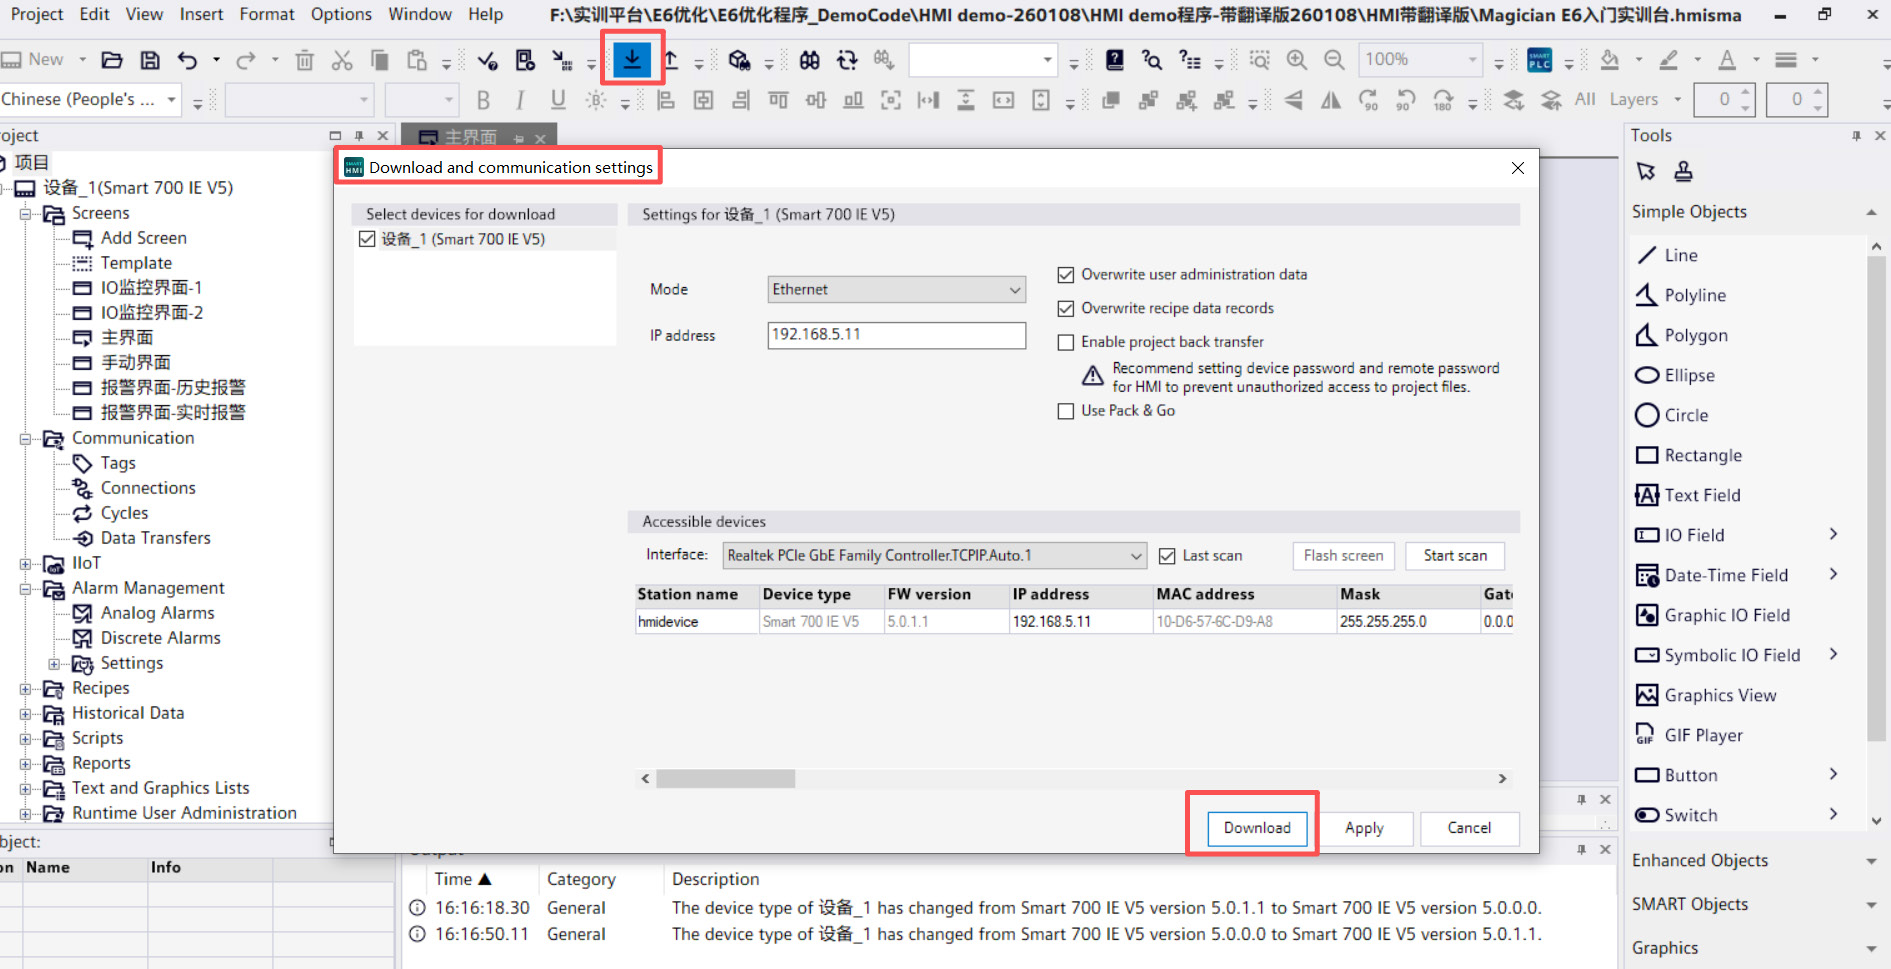 Project Edit View Insert Format Options Window Help F:\实训平台\E6优化\E6优化程序_DemoCode\HMI demo-260108\HMI demo程序-带翻译版260108\HMI带翻译版\Magician E6入门实训台.hmisma
New 100% SMART PLC
Chinese (People's ... B I U 90 90 180 All Layers 0 0
oject
主界面
Tools
项目
设备_1(Smart 700 IE V5)
Screens
Add Screen
Template
IO监控界面-1
IO监控界面-2
主界面
手动界面
报警界面-历史报警
报警界面-实时报警
Communication
Tags
Connections
Cycles
Data Transfers
IIoT
Alarm Management
Analog Alarms
Discrete Alarms
Settings
Recipes
Historical Data
Scripts
Reports
Text and Graphics Lists
Runtime User Administration
bject:
on Name Info
SMART HMI Download and communication settings
Select devices for download
设备_1 (Smart 700 IE V5)
Settings for 设备_1 (Smart 700 IE V5)
Mode Ethernet
IP address 192.168.5.11
Overwrite user administration data
Overwrite recipe data records
Enable project back transfer
Recommend setting device password and remote password
for HMI to prevent unauthorized access to project files.
Use Pack & Go
Accessible devices
Interface: Realtek PCIe GbE Family Controller.TCPIP.Auto.1 Last scan Flash screen Start scan
Station name Device type FW version IP address MAC address Mask Gat
hmidevice Smart 700 IE V5 5.0.1.1 192.168.5.11 10-D6-57-6C-D9-A8 255.255.255.0 0.0.0
Download Apply Cancel
Output
Time Category Description
16:16:18.30 General The device type of 设备_1 has changed from Smart 700 IE V5 version 5.0.1.1 to Smart 700 IE V5 version 5.0.0.0.
16:16:50.11 General The device type of 设备_1 has changed from Smart 700 IE V5 version 5.0.0.0 to Smart 700 IE V5 version 5.0.1.1.
Simple Objects
Line
Polyline
Polygon
Ellipse
Circle
Rectangle
Text Field
IO Field
Date-Time Field
Graphic IO Field
Symbolic IO Field
Graphics View
GIF Player
Button
Switch
Enhanced Objects
SMART Objects
Graphics